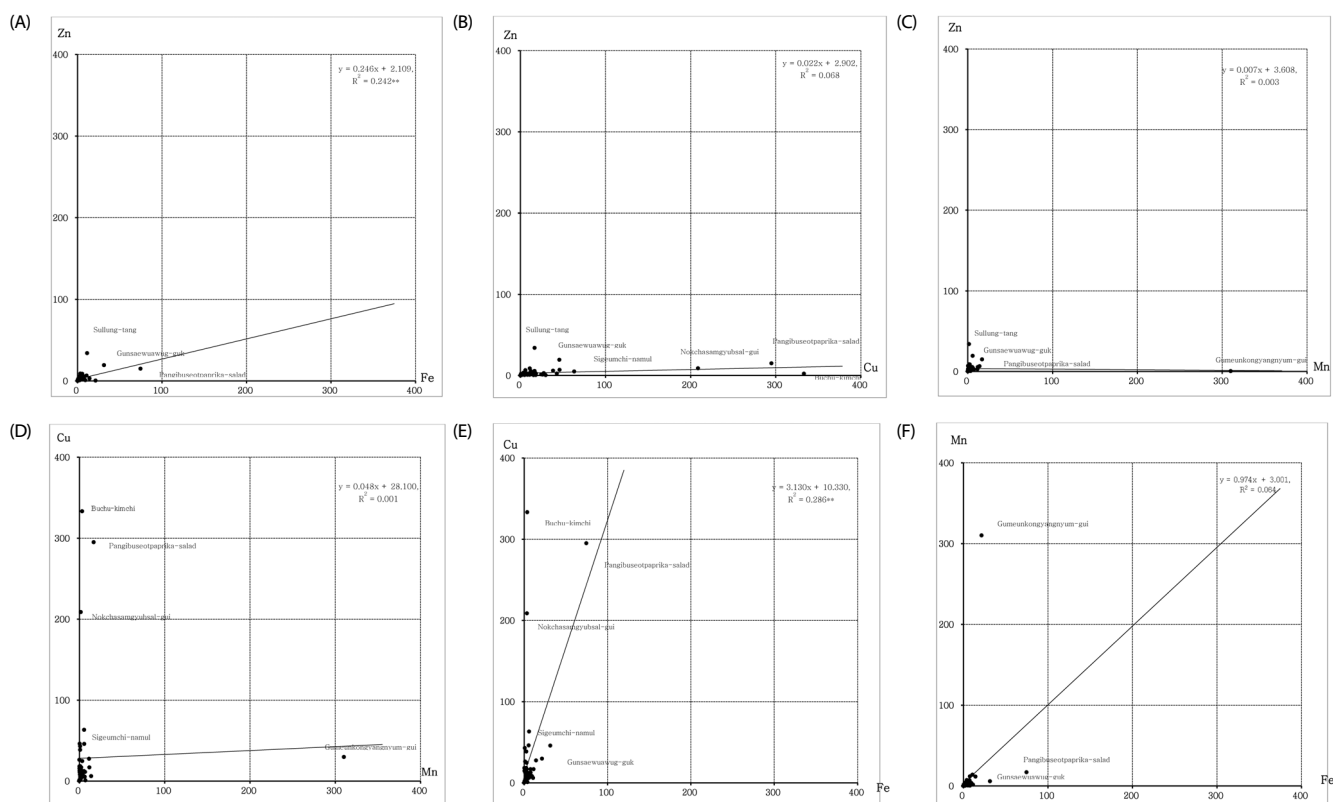 (A)
Zn
400
y = 0.246x + 2.109,
R² = 0.242**
300
200
100
Sullung-tang
Gunsaewuawug-guk
Pangibuseotpaprika-salad
0
0 100 200 300 400
Fe
(B)
Zn
400
y = 0.022x + 2.902,
R² = 0.068
300
200
100
Sullung-tang
Gunsaewuawug-guk
Sigeumchi-namul
Nokchasamgyubsal-gui
Pangibuseotpaprika-salad
Buchu-kimchi
0
0 100 200 300 400
Cu
(C)
Zn
400
y = 0.007x + 3.608,
R² = 0.003
300
200
100
Sullung-tang
Gunsaewuawug-guk
Pangibuseotpaprika-salad
Gumeunkongyangnyum-gui
0
0 100 200 300 400
Mn
(D)
Cu
400
y = 0.048x + 28.100,
R² = 0.001
Buchu-kimchi
300
Pangibuseotpaprika-salad
200
Nokchasamgyubsal-gui
100
Sigeumchi-namul
Gumeunkongyangnyum-gui
0
0 100 200 300 400
Mn
(E)
Cu
400
y = 3.130x + 10.330,
R² = 0.286**
Buchu-kimchi
300
Pangibuseotpaprika-salad
200
Nokchasamgyubsal-gui
100
Sigeumchi-namul
Gunsaewuawug-guk
0
0 100 200 300 400
Fe
(F)
Mn
400
y = 0.974x + 3.001,
R² = 0.064
Gumeunkongyangnyum-gui
300
200
100
Pangibuseotpaprika-salad
Gunsaewuawug-guk
0
0 100 200 300 400
Fe